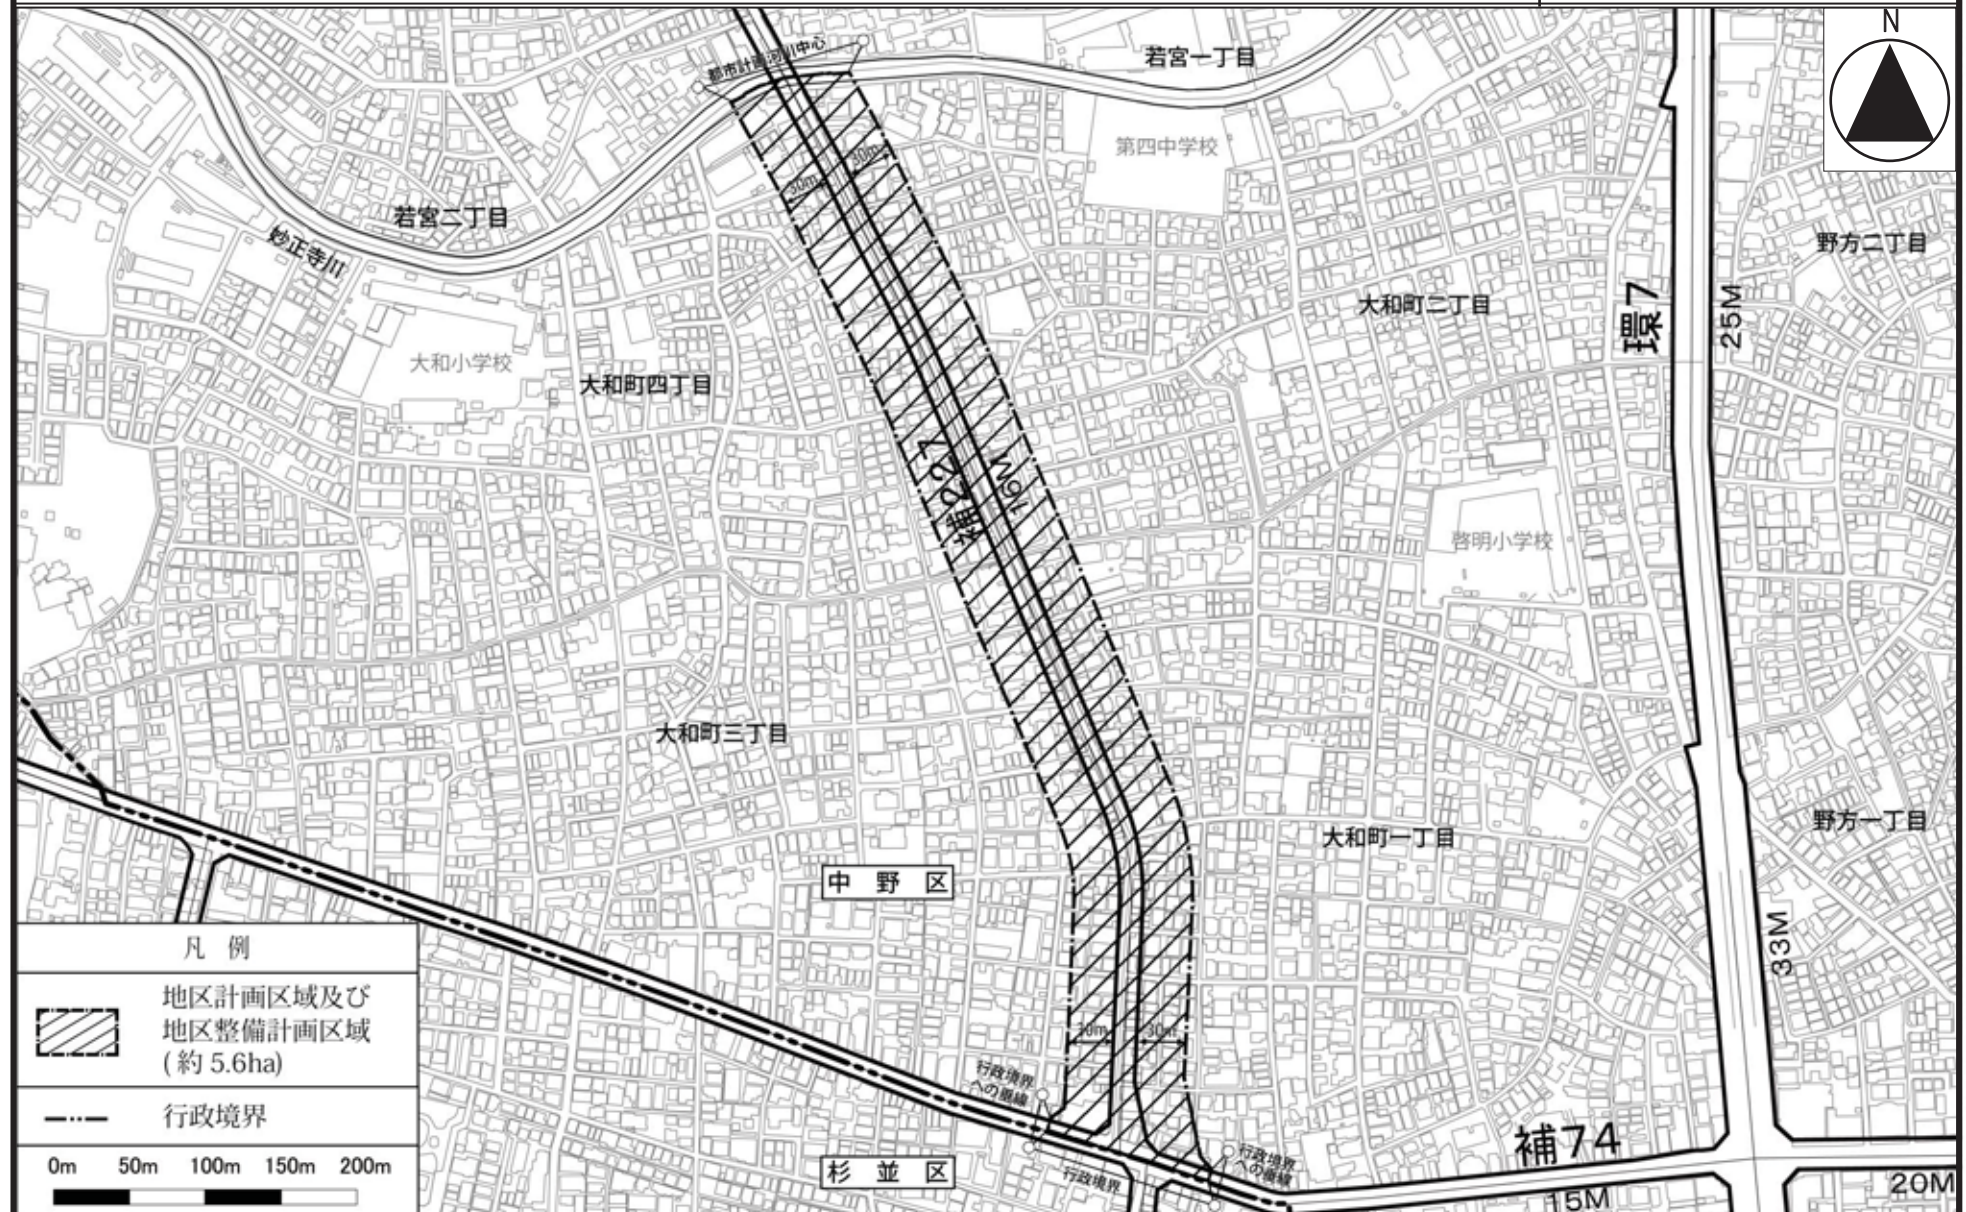 N
都市計画河川中心
若宮一丁目
第四中学校
30m
30m
若宮二丁目
妙正寺川
野方二丁目
環7
25M
大和町二丁目
大和小学校
大和町四丁目
補227
16M
啓明小学校
大和町三丁目
野方一丁目
大和町一丁目
中野区
33M
凡例
地区計画区域及び
地区整備計画区域
(約5.6ha)
行政境界
0m 50m 100m 150m 200m
30m
30m
行政境界
への垂線
行政境界
への垂線
行政境界
杉並区
補74
15M
20M